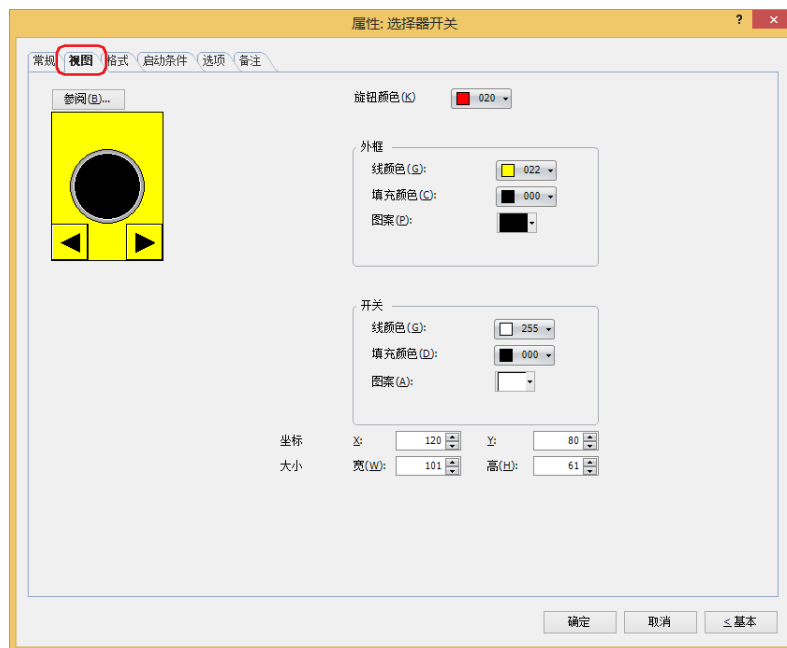 属性: 选择器开关
? ×
常规 视图 格式 启动条件 选项 备注
参阅(B)...
旋钮颜色(K) 020
外框
线颜色(G): 022
填充颜色(C): 000
图案(P):
开关
线颜色(G): 255
填充颜色(D): 000
图案(A):
坐标 X: 120 Y: 80
大小 宽(W): 101 高(H): 61
确定 取消 ≤基本